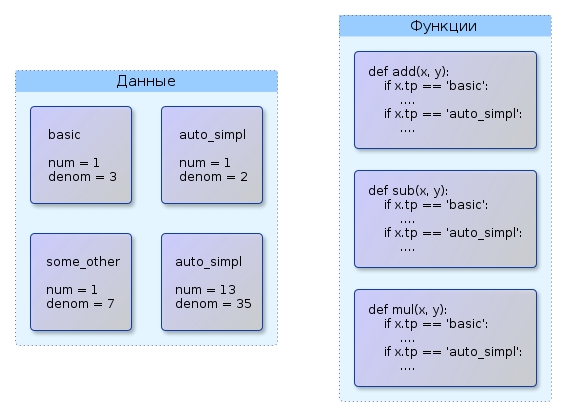 Данные
basic
num = 1
denom = 3
auto_simpl
num = 1
denom = 2
some_other
num = 1
denom = 7
auto_simpl
num = 13
denom = 35
Функции
def add(x, y):
if x.tp == 'basic':
....
if x.tp == 'auto_simpl':
....
def sub(x, y):
if x.tp == 'basic':
....
if x.tp == 'auto_simpl':
....
def mul(x, y):
if x.tp == 'basic':
....
if x.tp == 'auto_simpl':
....